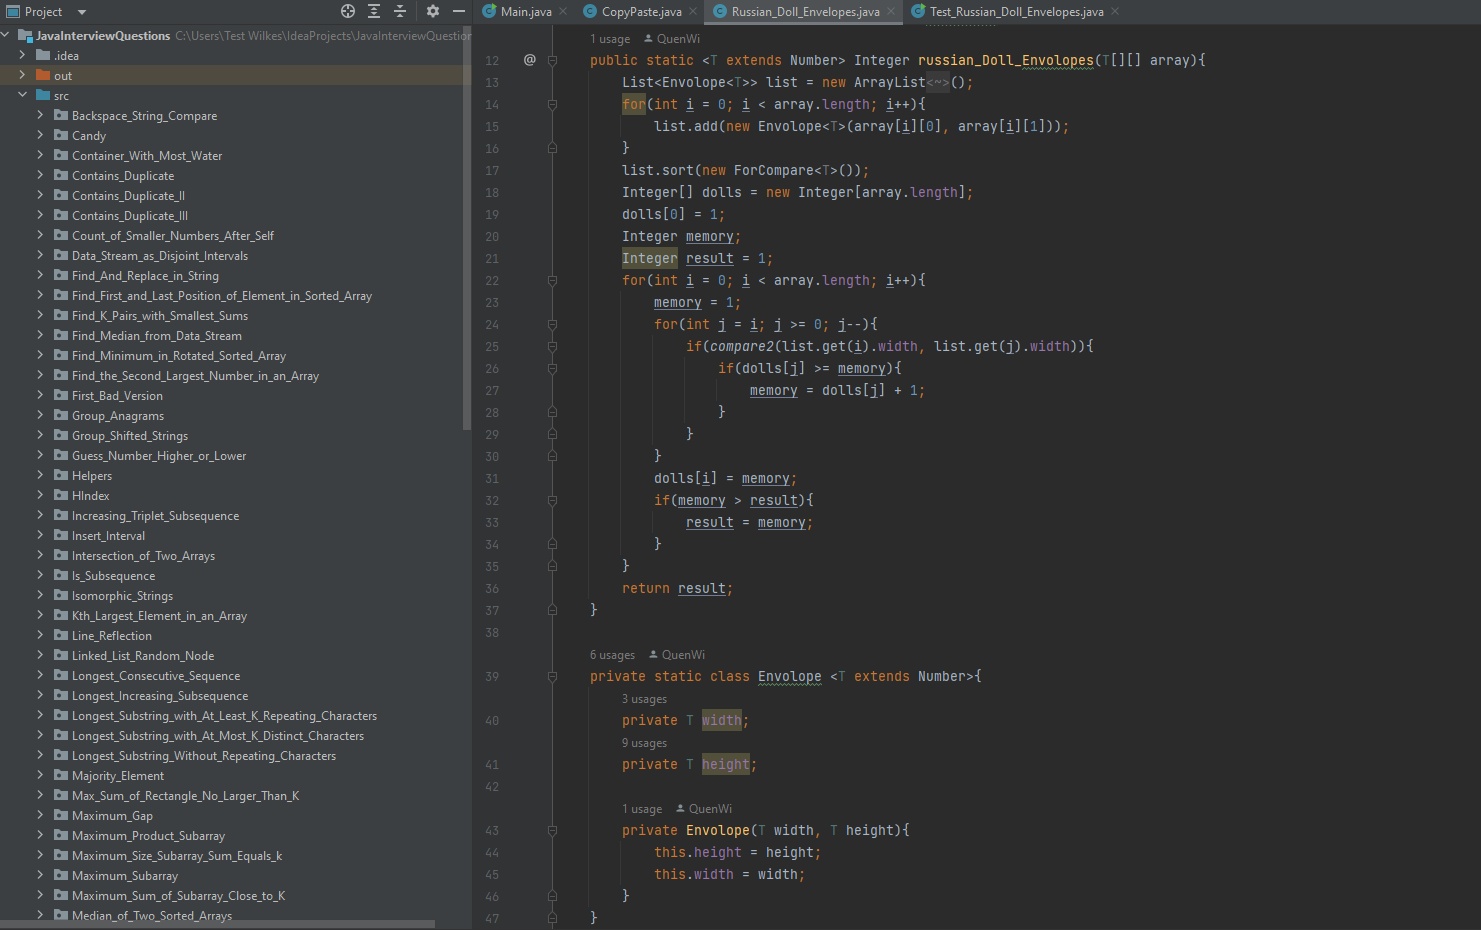 Project
Main.java
CopyPaste.java
Russian_Doll_Envelopes.java
Test_Russian_Doll_Envelopes.java
JavaInterviewQuestions C:\Users\Test Wilkes\IdeaProjects\JavaInterviewQuestion
.idea
out
src
Backspace_String_Compare
Candy
Container_With_Most_Water
Contains_Duplicate
Contains_Duplicate_II
Contains_Duplicate_III
Count_of_Smaller_Numbers_After_Self
Data_Stream_as_Disjoint_Intervals
Find_And_Replace_in_String
Find_First_and_Last_Position_of_Element_in_Sorted_Array
Find_K_Pairs_with_Smallest_Sums
Find_Median_from_Data_Stream
Find_Minimum_in_Rotated_Sorted_Array
Find_the_Second_Largest_Number_in_an_Array
First_Bad_Version
Group_Anagrams
Group_Shifted_Strings
Guess_Number_Higher_or_Lower
Helpers
HIndex
Increasing_Triplet_Subsequence
Insert_Interval
Intersection_of_Two_Arrays
Is_Subsequence
Isomorphic_Strings
Kth_Largest_Element_in_an_Array
Line_Reflection
Linked_List_Random_Node
Longest_Consecutive_Sequence
Longest_Increasing_Subsequence
Longest_Substring_with_At_Least_K_Repeating_Characters
Longest_Substring_with_At_Most_K_Distinct_Characters
Longest_Substring_Without_Repeating_Characters
Majority_Element
Max_Sum_of_Rectangle_No_Larger_Than_K
Maximum_Gap
Maximum_Product_Subarray
Maximum_Size_Subarray_Sum_Equals_k
Maximum_Subarray
Maximum_Sum_of_Subarray_Close_to_K
Median_of_Two_Sorted_Arrays
1 usage QuenWi
12 @ public static <T extends Number> Integer russian_Doll_Envolopes(T[][] array){
13 List<Envolope<T>> list = new ArrayList<~>();
14 for(int i = 0; i < array.length; i++){
15 list.add(new Envolope<T>(array[i][0], array[i][1]));
16 }
17 list.sort(new ForCompare<T>());
18 Integer[] dolls = new Integer[array.length];
19 dolls[0] = 1;
20 Integer memory;
21 Integer result = 1;
22 for(int i = 0; i < array.length; i++){
23 memory = 1;
24 for(int j = i; j >= 0; j--){
25 if(compare2(list.get(i).width, list.get(j).width)){
26 if(dolls[j] >= memory){
27 memory = dolls[j] + 1;
28 }
29 }
30 }
31 dolls[i] = memory;
32 if(memory > result){
33 result = memory;
34 }
35 }
36 return result;
37 }
38
6 usages QuenWi
39 private static class Envolope <T extends Number>{
3 usages
40 private T width;
9 usages
41 private T height;
42
1 usage QuenWi
43 private Envolope(T width, T height){
44 this.height = height;
45 this.width = width;
46 }
47 }